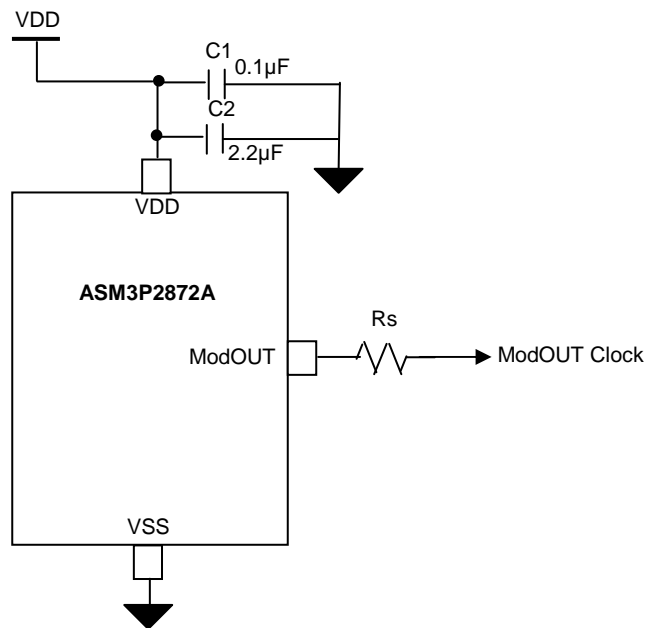 VDD
C1
0.1µF
C2
2.2µF
VDD
ASM3P2872A
Rs
ModOUT
ModOUT Clock
VSS